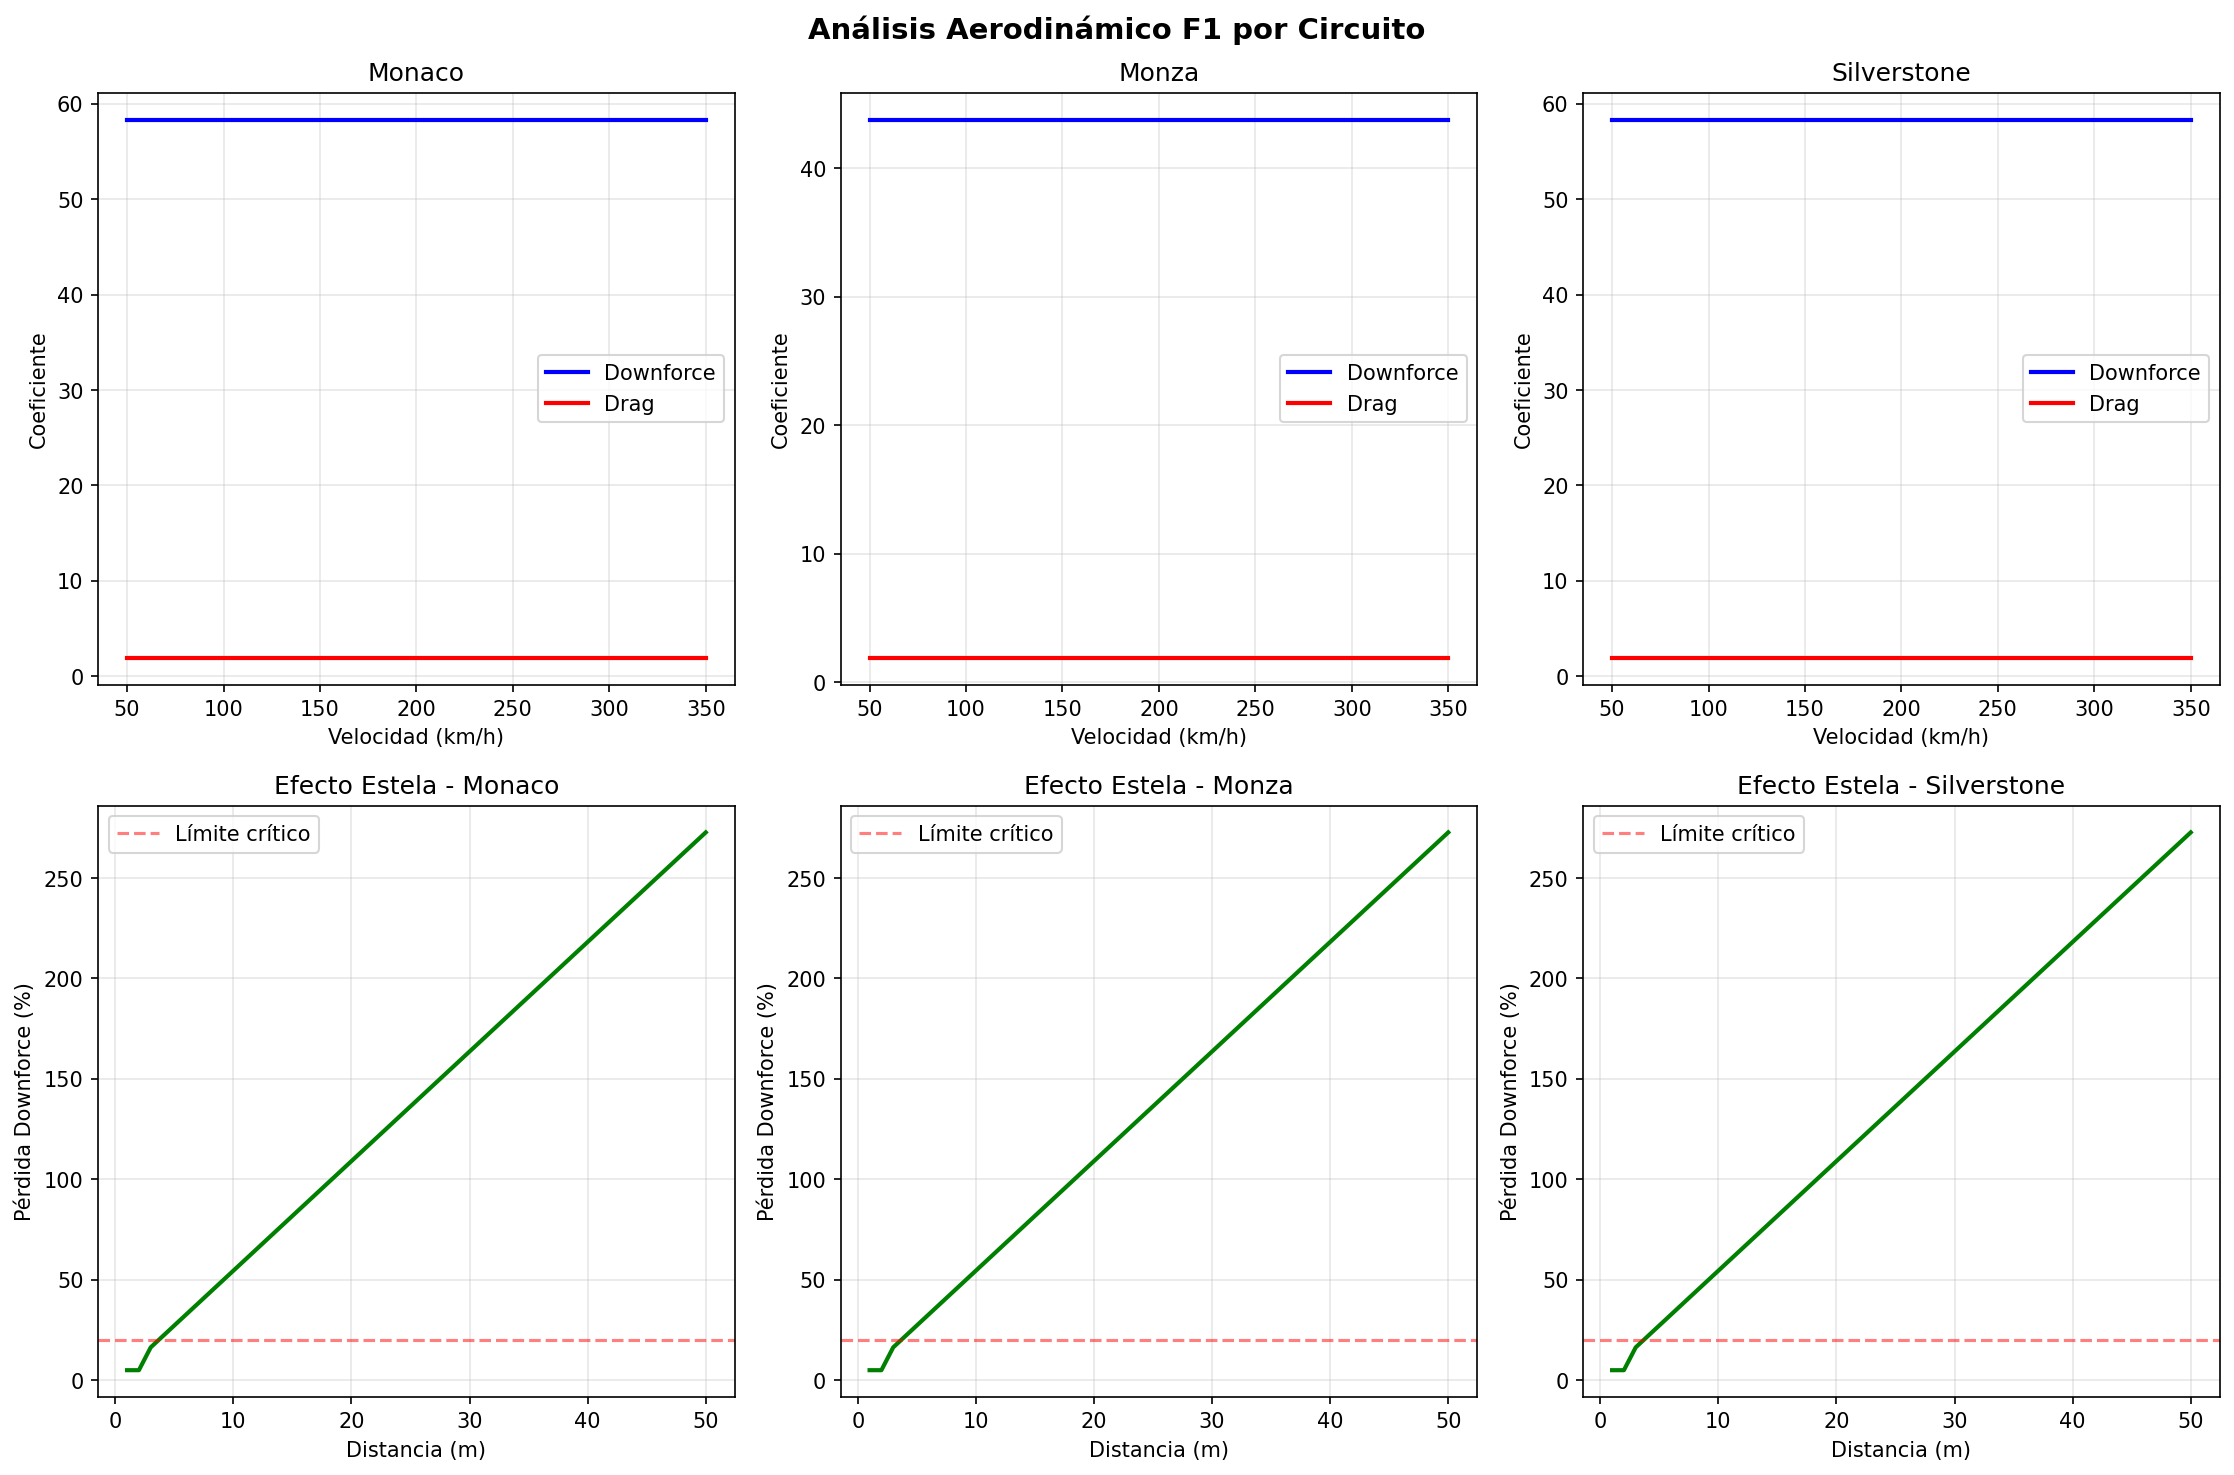 Análisis Aerodinámico F1 por Circuito
Monaco
60
50
40
30
20
10
0
Coeficiente
Downforce
Drag
50 100 150 200 250 300 350
Velocidad (km/h)
Monza
40
30
20
10
0
Coeficiente
Downforce
Drag
50 100 150 200 250 300 350
Velocidad (km/h)
Silverstone
60
50
40
30
20
10
0
Coeficiente
Downforce
Drag
50 100 150 200 250 300 350
Velocidad (km/h)
Efecto Estela - Monaco
Límite crítico
250
200
150
100
50
0
Pérdida Downforce (%)
0 10 20 30 40 50
Distancia (m)
Efecto Estela - Monza
Límite crítico
250
200
150
100
50
0
Pérdida Downforce (%)
0 10 20 30 40 50
Distancia (m)
Efecto Estela - Silverstone
Límite crítico
250
200
150
100
50
0
Pérdida Downforce (%)
0 10 20 30 40 50
Distancia (m)